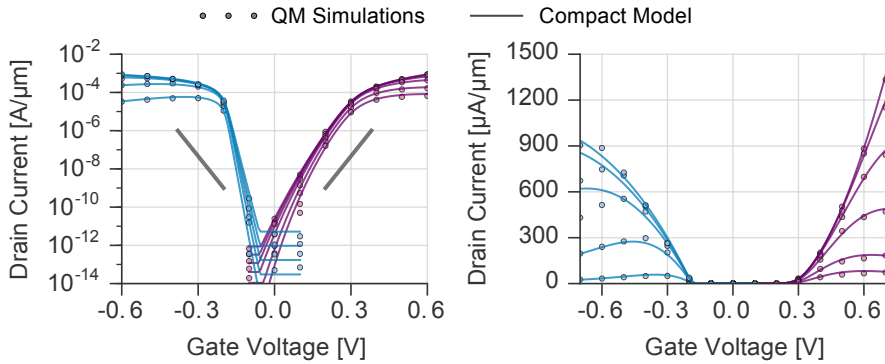 QM Simulations Compact Model
Drain Current [A/μm]
10⁻²
10⁻⁴
10⁻⁶
10⁻⁸
10⁻¹⁰
10⁻¹²
10⁻¹⁴
-0.6 -0.3 0.0 0.3 0.6
Gate Voltage [V]
Drain Current [μA/μm]
1500
1200
900
600
300
0
-0.6 -0.3 0.0 0.3 0.6
Gate Voltage [V]